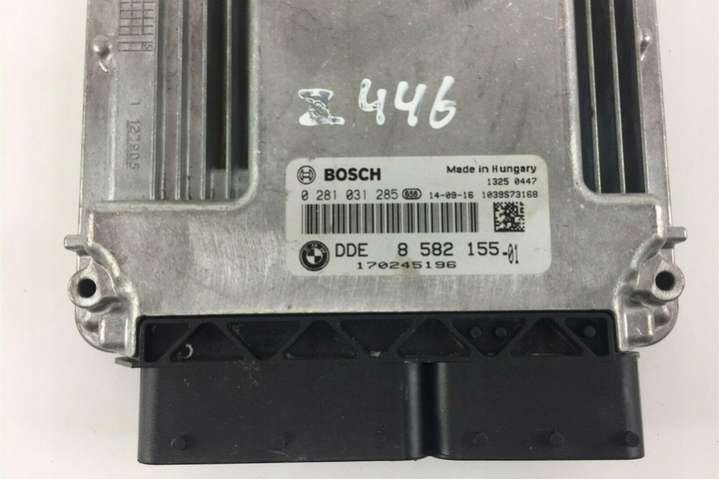 446
BOSCH Made in Hungary
1325 0447
0 281 031 285 14-09-16 1039S73168
DDE 8 582 155-01
170245196